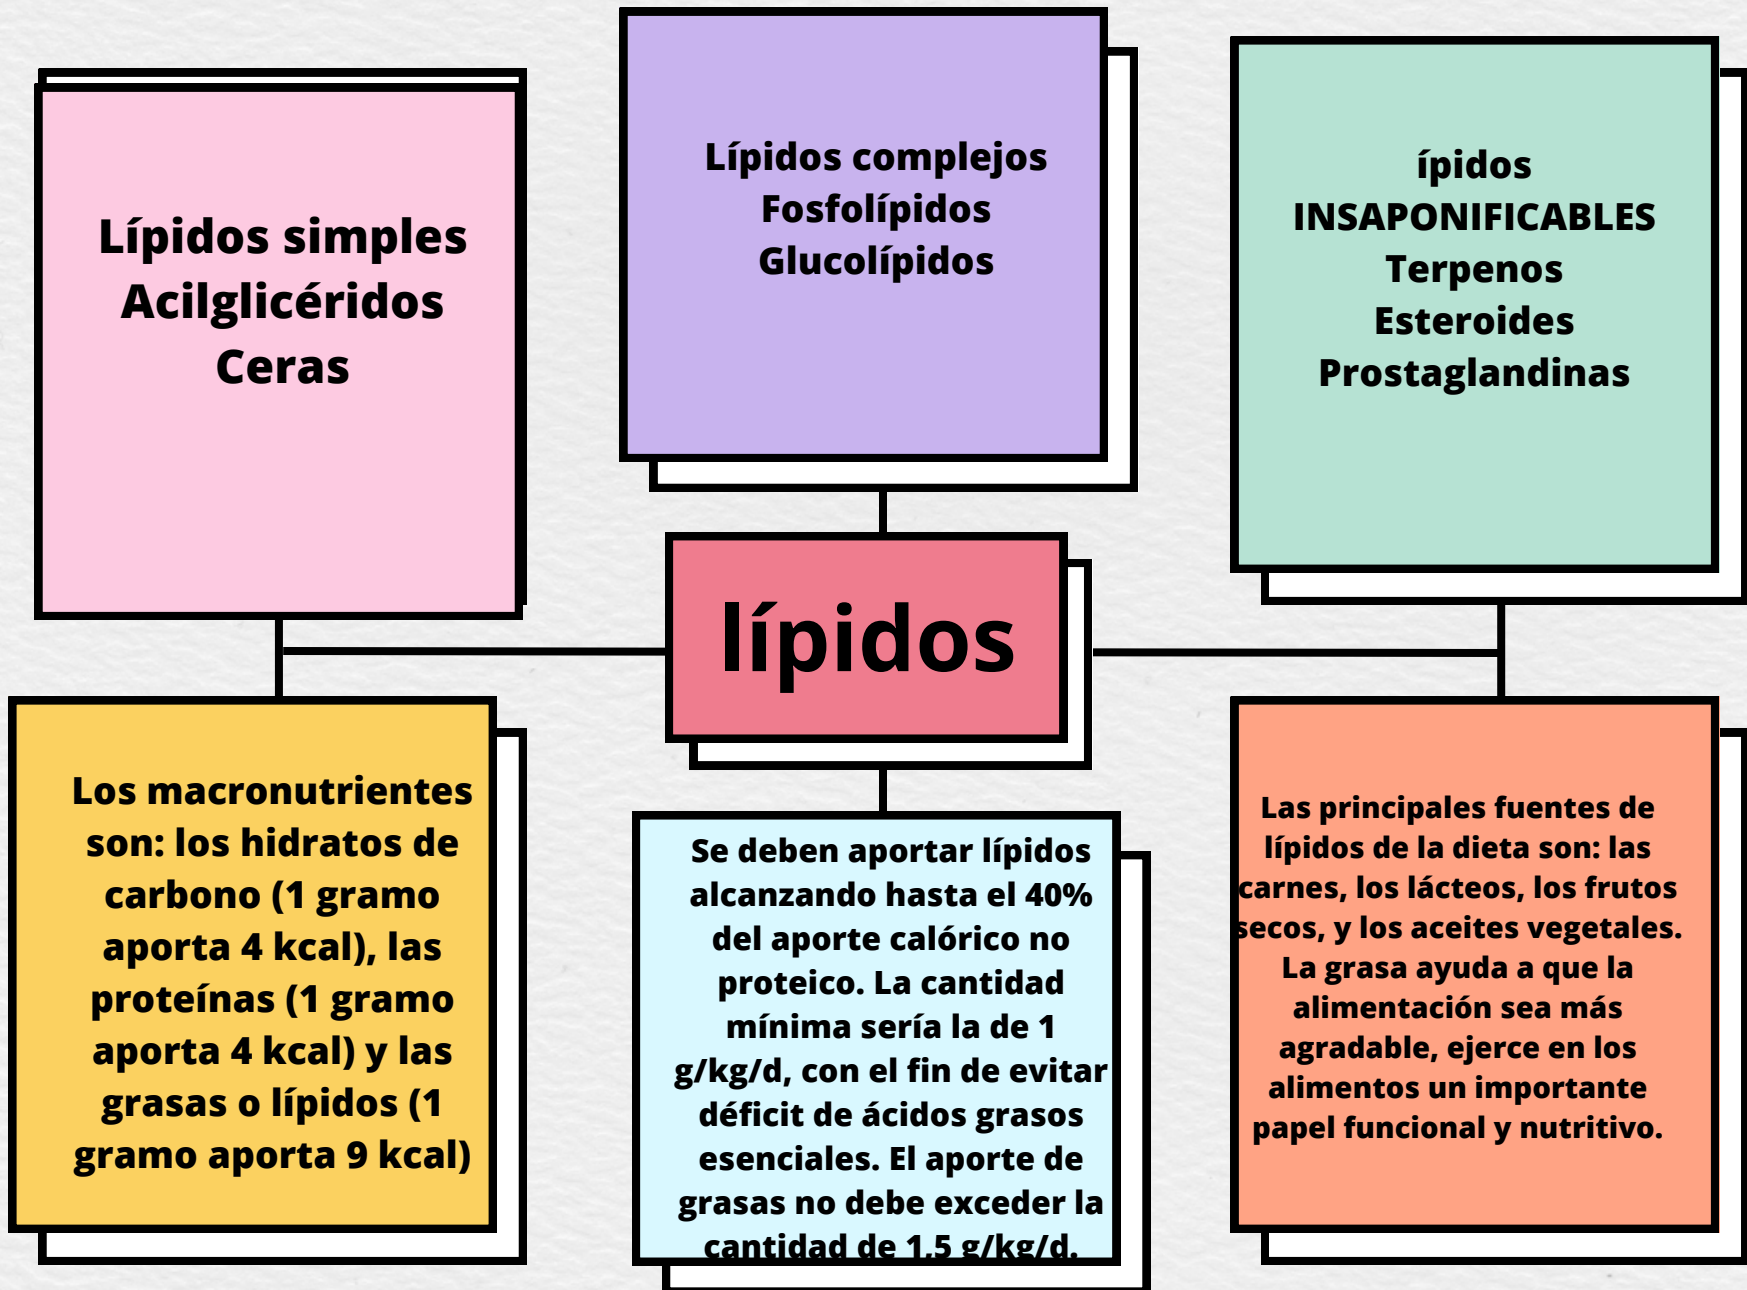 Lípidos simples
Acilglicéridos
Ceras
Lípidos complejos
Fosfolípidos
Glucolípidos
ípidos
INSAPONIFICABLES
Terpenos
Esteroides
Prostaglandinas
lípidos
Los macronutrientes
son: los hidratos de
carbono (1 gramo
aporta 4 kcal), las
proteínas (1 gramo
aporta 4 kcal) y las
grasas o lípidos (1
gramo aporta 9 kcal)
Se deben aportar lípidos
alcanzando hasta el 40%
del aporte calórico no
proteico. La cantidad
mínima sería la de 1
g/kg/d, con el fin de evitar
déficit de ácidos grasos
esenciales. El aporte de
grasas no debe exceder la
cantidad de 1,5 g/kg/d.
Las principales fuentes de
lípidos de la dieta son: las
carnes, los lácteos, los frutos
secos, y los aceites vegetales.
La grasa ayuda a que la
alimentación sea más
agradable, ejerce en los
alimentos un importante
papel funcional y nutritivo.